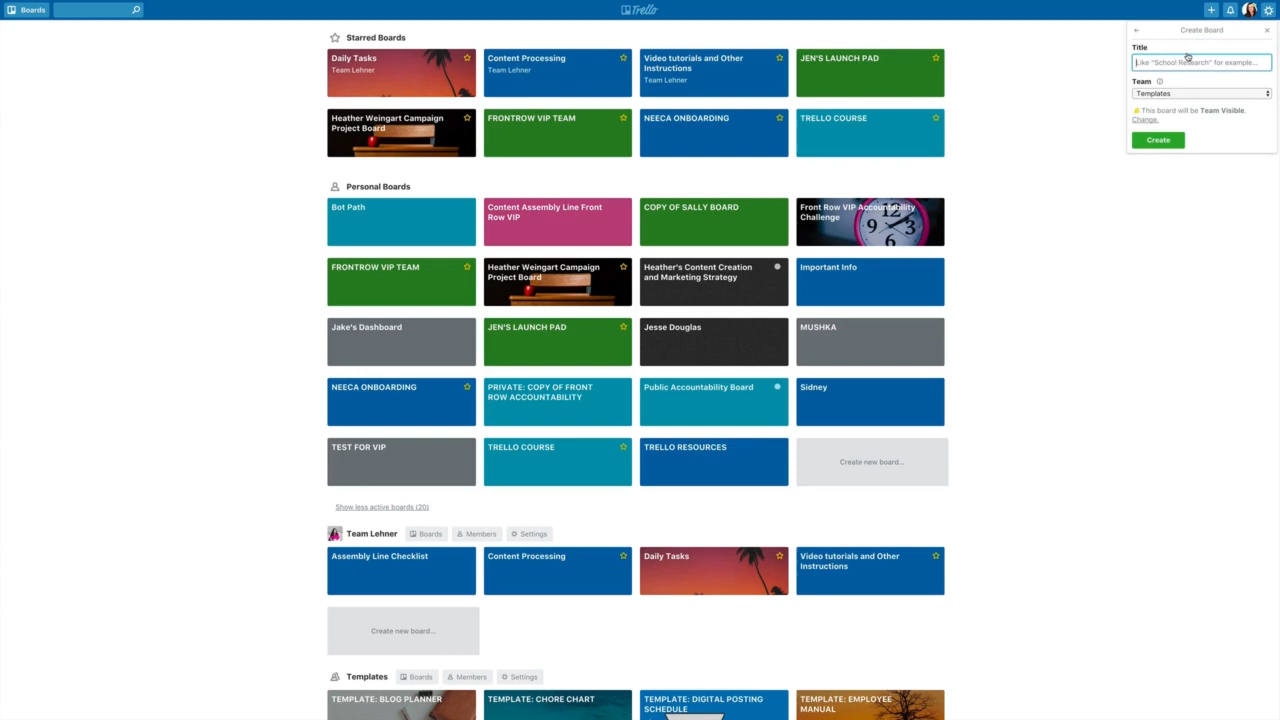 Boards
Trello
Create Board
Title
Like "School Research" for example...
Team
Templates
This board will be Team Visible.
Change.
Create
Starred Boards
Daily Tasks
Team Lehner
Content Processing
Team Lehner
Video tutorials and Other
Instructions
Team Lehner
JEN'S LAUNCH PAD
Heather Weingart Campaign
Project Board
FRONTROW VIP TEAM
NEECA ONBOARDING
TRELLO COURSE
Personal Boards
Bot Path
Content Assembly Line Front
Row VIP
COPY OF SALLY BOARD
Front Row VIP Accountability
Challenge
FRONTROW VIP TEAM
Heather Weingart Campaign
Project Board
Heather's Content Creation
and Marketing Strategy
Important Info
Jake's Dashboard
JEN'S LAUNCH PAD
Jesse Douglas
MUSHKA
NEECA ONBOARDING
PRIVATE: COPY OF FRONT
ROW ACCOUNTABILITY
Public Accountability Board
Sidney
TEST FOR VIP
TRELLO COURSE
TRELLO RESOURCES
Create new board...
Show less active boards (20)
Team Lehner
Boards
Members
Settings
Assembly Line Checklist
Content Processing
Daily Tasks
Video tutorials and Other
Instructions
Create new board...
Templates
Boards
Members
Settings
TEMPLATE: BLOG PLANNER
TEMPLATE: CHORE CHART
TEMPLATE: DIGITAL POSTING
SCHEDULE
TEMPLATE: EMPLOYEE
MANUAL